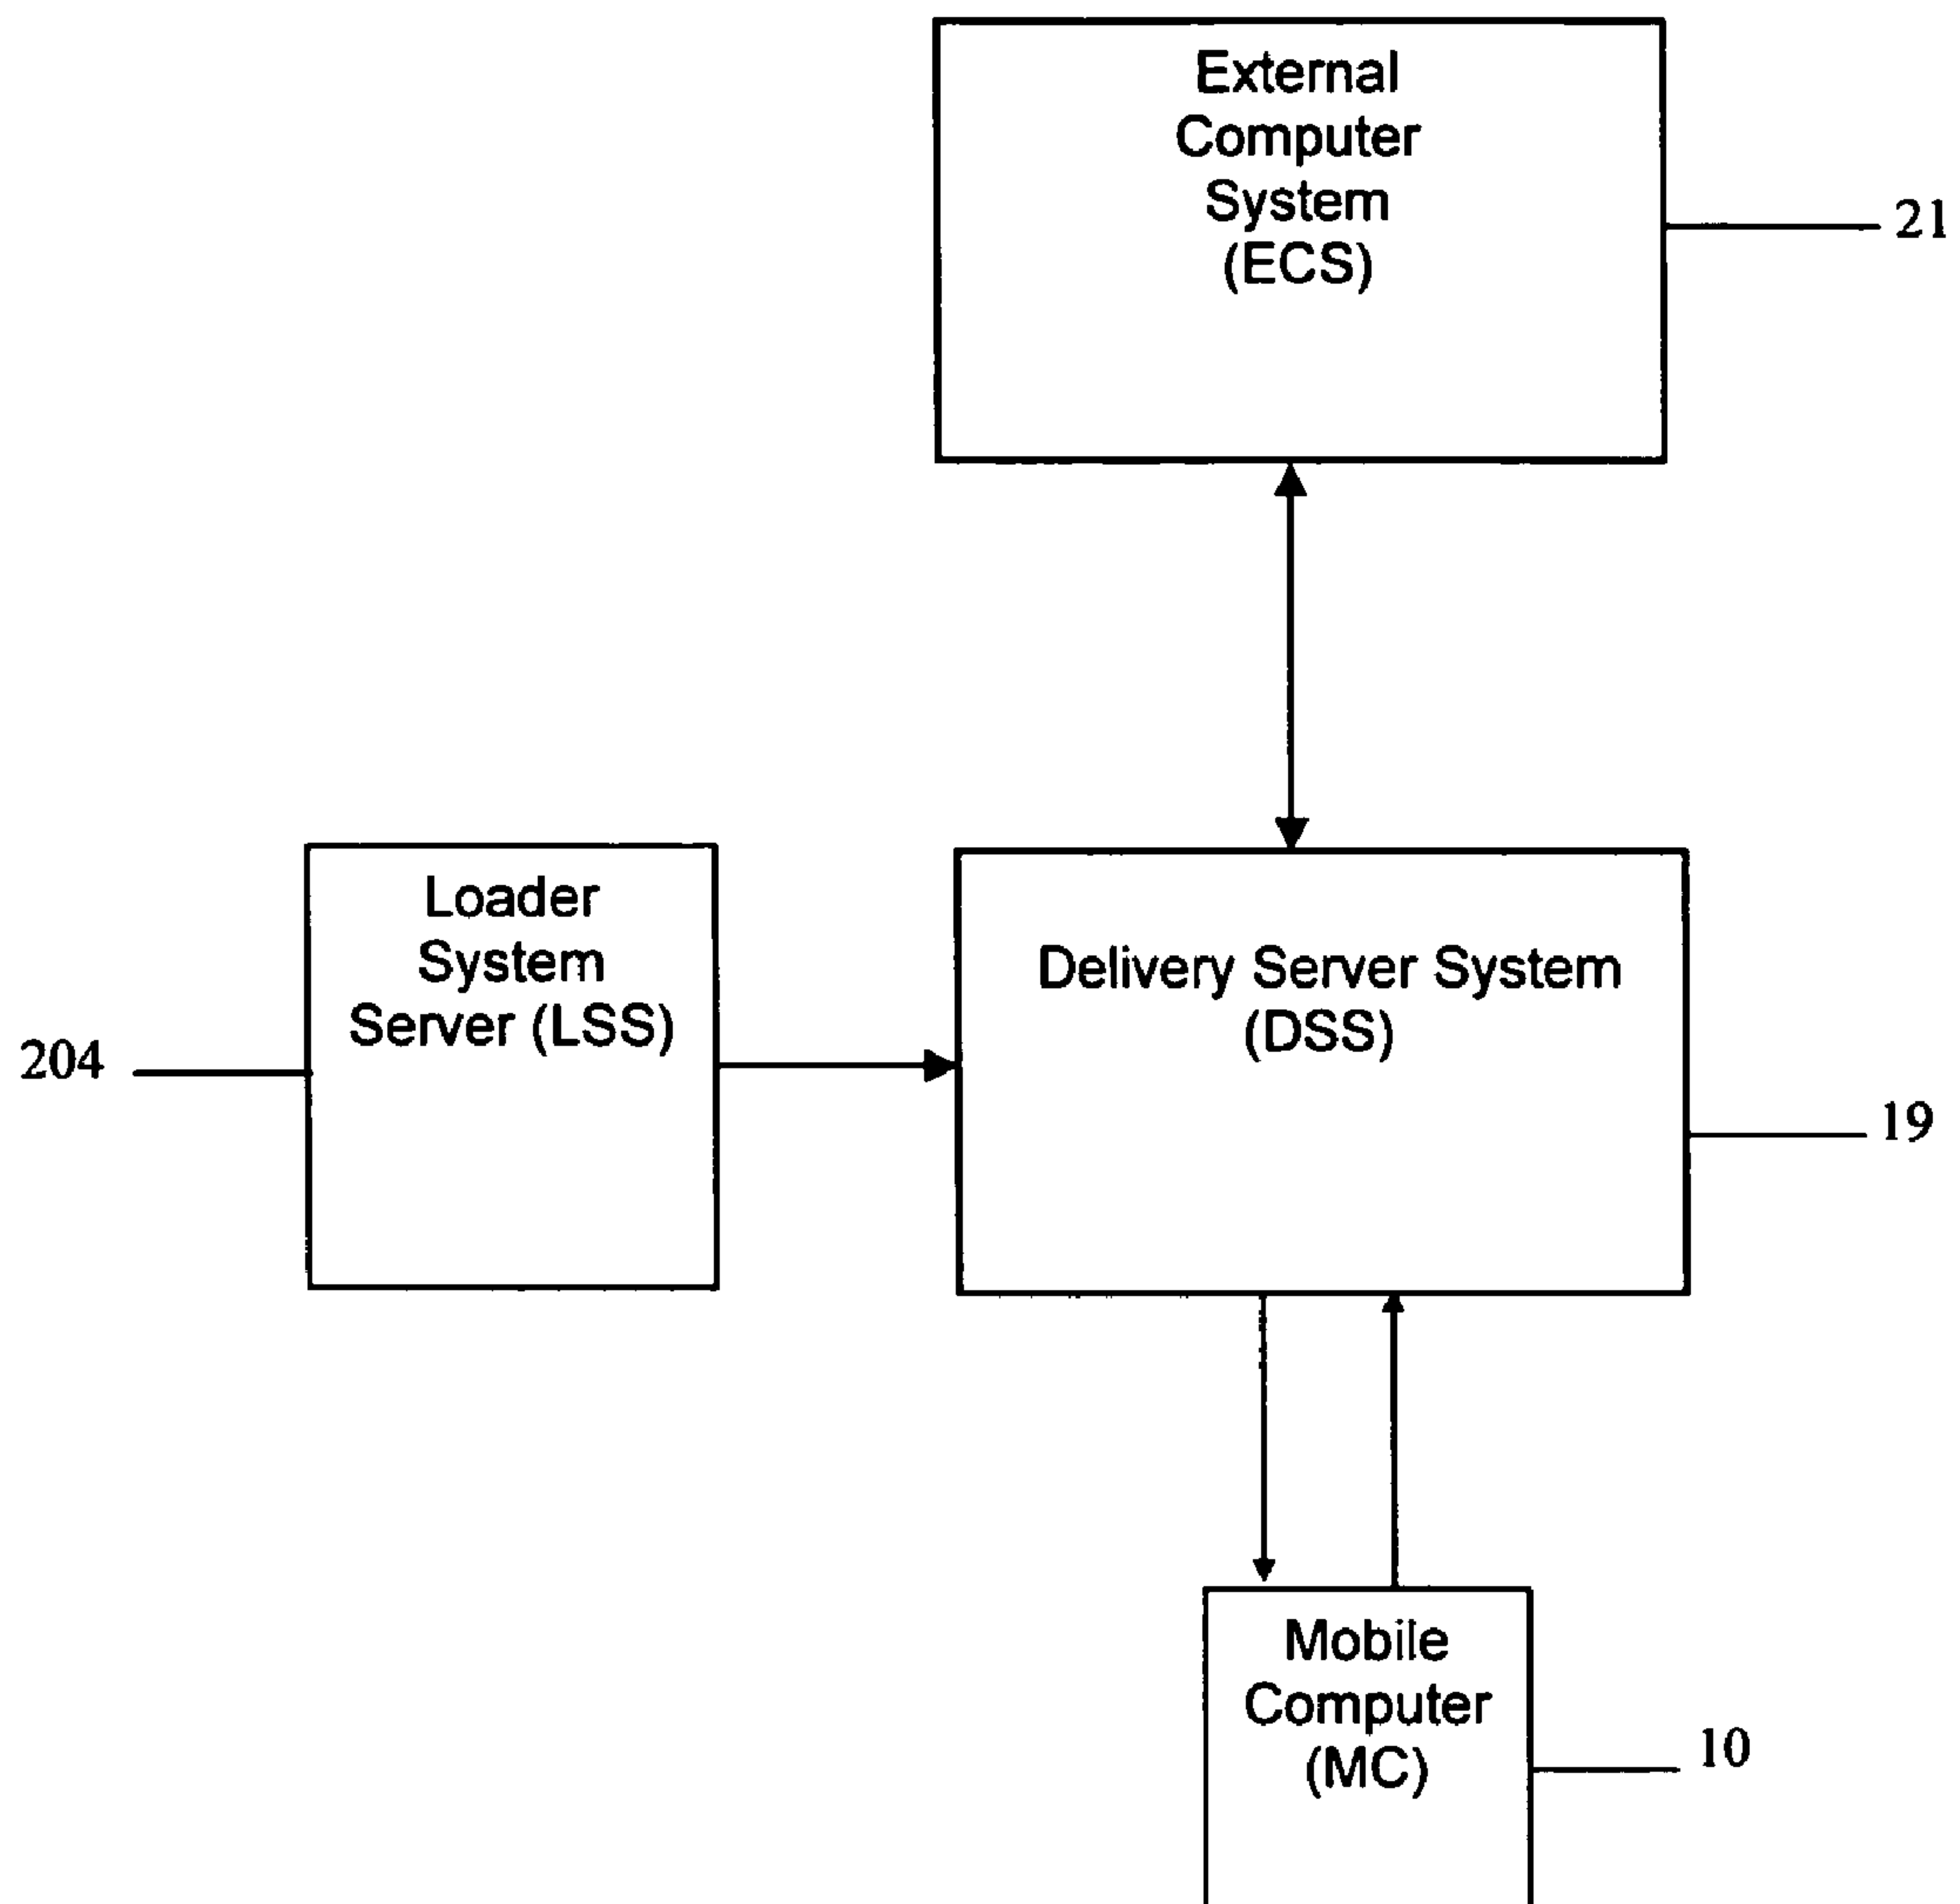 External
Computer
System
(ECS)
21
Loader
System
Server (LSS)
204
Delivery Server System
(DSS)
19
Mobile
Computer
(MC)
10